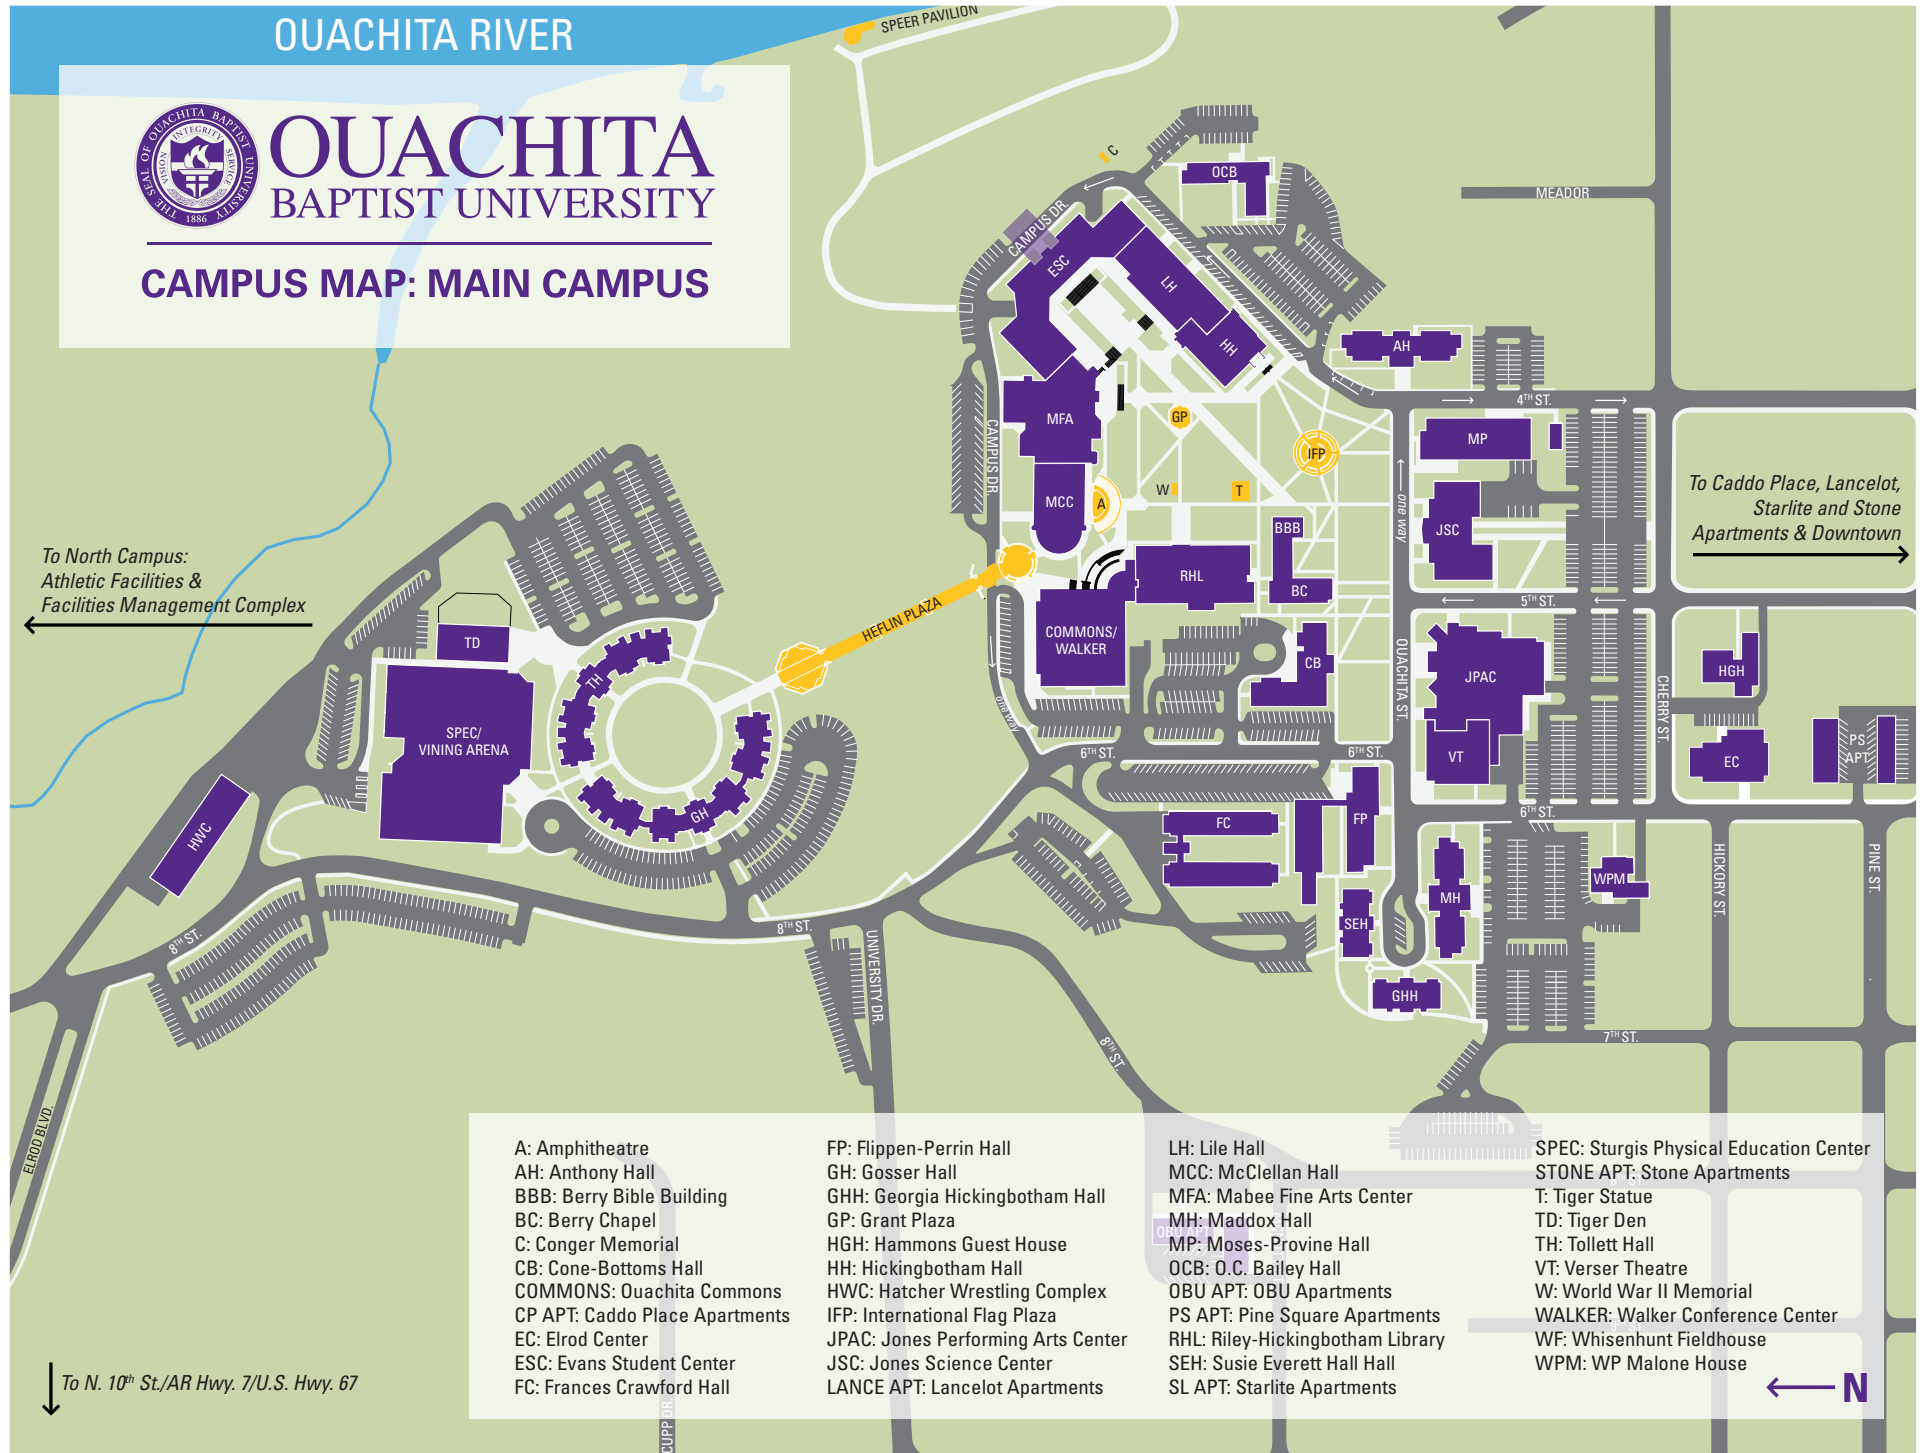 OUACHITA RIVER
SPEER PAVILION
THE SEAL OF OUACHITA BAPTIST UNIVERSITY
VISION INTEGRITY SERVICE
1886
OUACHITA
BAPTIST UNIVERSITY
CAMPUS MAP: MAIN CAMPUS
C
OCB
MEADOR
CAMPUS DR.
ESC
LH
HH
AH
4TH ST.
MFA
GP
IFP
MP
CAMPUS DR.
MCC
A
W
T
BBB
JSC
one way
To Caddo Place, Lancelot,
Starlite and Stone
Apartments & Downtown
To North Campus:
Athletic Facilities &
Facilities Management Complex
RHL
BC
5TH ST.
HEFLIN PLAZA
COMMONS/
WALKER
CB
OUACHITA ST.
JPAC
HGH
CHERRY ST.
TD
TH
SPEC/
VINING ARENA
one way
6TH ST.
6TH ST.
VT
EC
PS
APT
GH
HWC
FC
FP
6TH ST.
HICKORY ST.
PINE ST.
WPM
MH
SEH
GHH
8TH ST.
8TH ST.
UNIVERSITY DR.
8TH ST.
7TH ST.
ELROD BLVD.
A: Amphitheatre
AH: Anthony Hall
BBB: Berry Bible Building
BC: Berry Chapel
C: Conger Memorial
CB: Cone-Bottoms Hall
COMMONS: Ouachita Commons
CP APT: Caddo Place Apartments
EC: Elrod Center
ESC: Evans Student Center
FC: Frances Crawford Hall
FP: Flippen-Perrin Hall
GH: Gosser Hall
GHH: Georgia Hickingbotham Hall
GP: Grant Plaza
HGH: Hammons Guest House
HH: Hickingbotham Hall
HWC: Hatcher Wrestling Complex
IFP: International Flag Plaza
JPAC: Jones Performing Arts Center
JSC: Jones Science Center
LANCE APT: Lancelot Apartments
LH: Lile Hall
MCC: McClellan Hall
MFA: Mabee Fine Arts Center
MH: Maddox Hall
MP: Moses-Provine Hall
OCB: O.C. Bailey Hall
OBU APT: OBU Apartments
PS APT: Pine Square Apartments
RHL: Riley-Hickingbotham Library
SEH: Susie Everett Hall Hall
SL APT: Starlite Apartments
SPEC: Sturgis Physical Education Center
STONE APT: Stone Apartments
T: Tiger Statue
TD: Tiger Den
TH: Tollett Hall
VT: Verser Theatre
W: World War II Memorial
WALKER: Walker Conference Center
WF: Whisenhunt Fieldhouse
WPM: WP Malone House
OBU APT
N
To N. 10th St./AR Hwy. 7/U.S. Hwy. 67
CUPP DR.